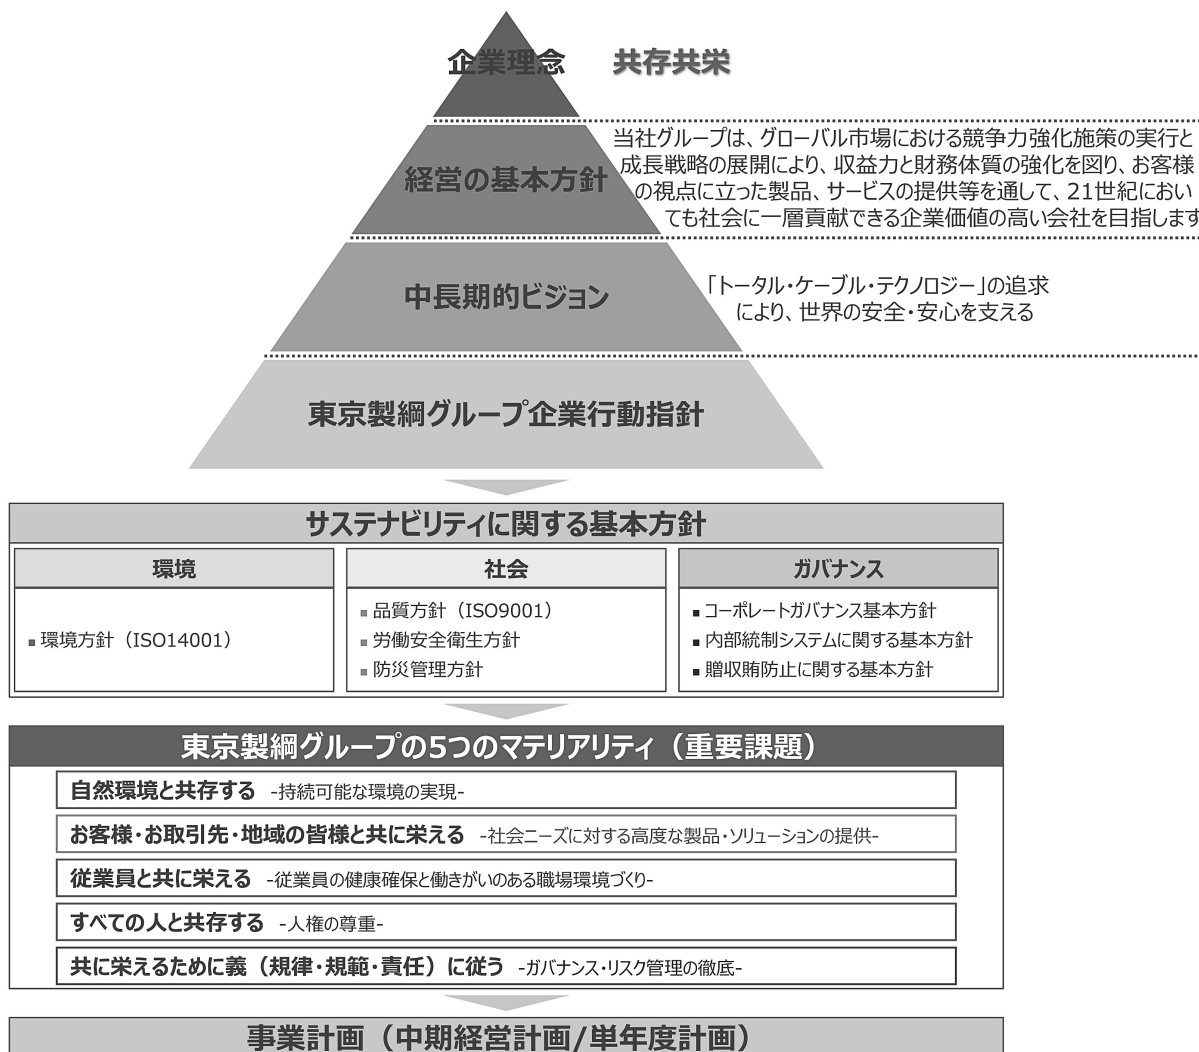 企業理念
共存共栄
経営の基本方針
当社グループは、グローバル市場における競争力強化施策の実行と
成長戦略の展開により、収益力と財務体質の強化を図り、お客様
の視点に立った製品、サービスの提供等を通して、21世紀におい
ても社会に一層貢献できる企業価値の高い会社を目指します
中長期的ビジョン
「トータル・ケーブル・テクノロジー」の追求
により、世界の安全・安心を支える
東京製綱グループ企業行動指針
サステナビリティに関する基本方針
環境
▪環境方針（ISO14001）
社会
▪品質方針（ISO9001）
▪労働安全衛生方針
▪防災管理方針
ガバナンス
▪コーポレートガバナンス基本方針
▪内部統制システムに関する基本方針
▪贈収賄防止に関する基本方針
東京製綱グループの5つのマテリアリティ（重要課題）
自然環境と共存する -持続可能な環境の実現-
お客様・お取引先・地域の皆様と共に栄える -社会ニーズに対する高度な製品・ソリューションの提供-
従業員と共に栄える -従業員の健康確保と働きがいのある職場環境づくり-
すべての人と共存する -人権の尊重-
共に栄えるために義（規律・規範・責任）に従う -ガバナンス・リスク管理の徹底-
事業計画（中期経営計画/単年度計画）